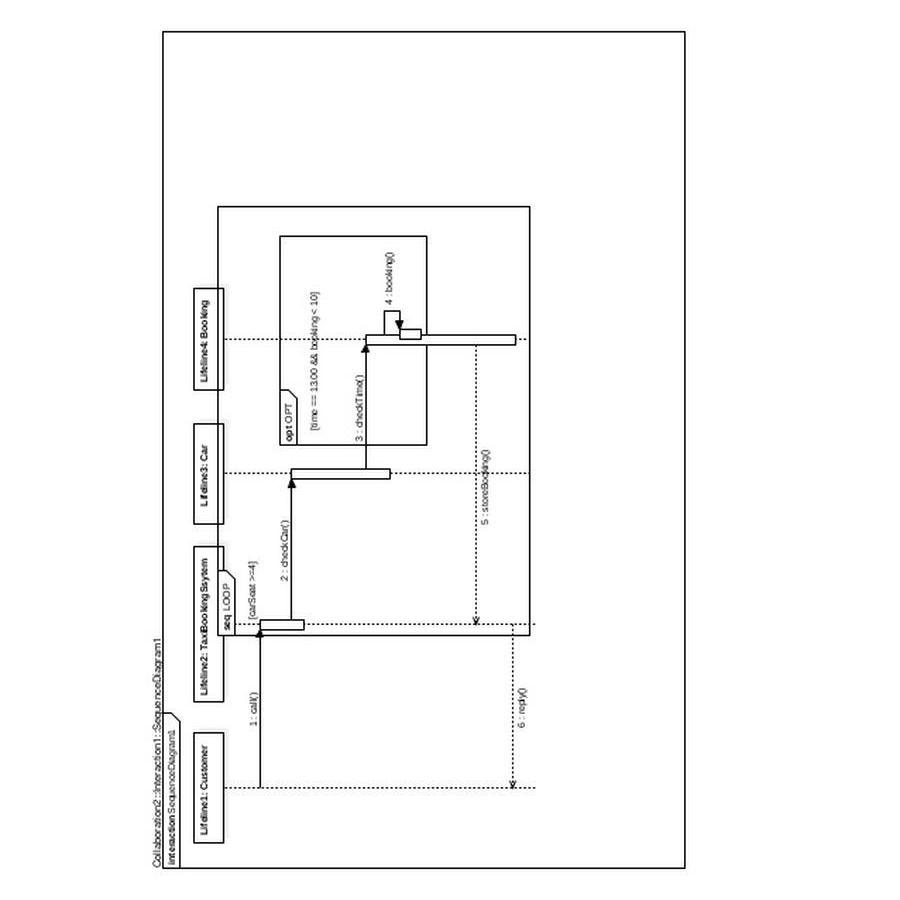 Collaboration2::Interaction1::SequenceDiagram1
interaction SequenceDiagram1
Lifeline1: Customer
Lifeline2: TaxiBookingSsytem
Lifeline3: Car
Lifeline4: Booking
seq LOOP
[carSeat >=4]
1 : call()
2 : checkCar()
opt OPT
[time == 13.00 && booking < 10]
3 : checkTime()
4 : booking()
5 : storeBooking()
6 : reply()